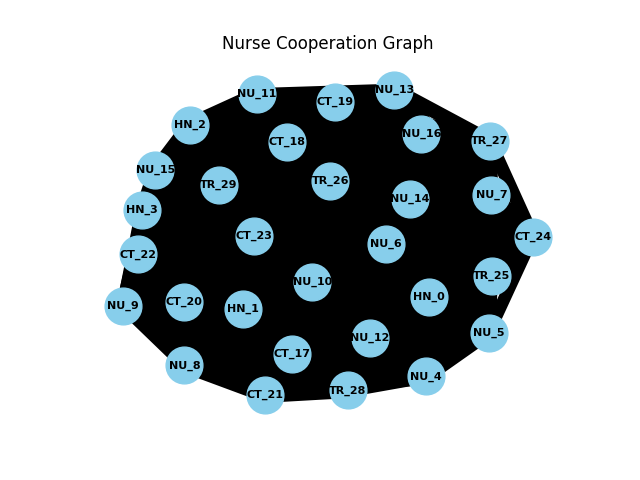 Nurse Cooperation Graph
NU_11
NU_13
CT_19
HN_2
NU_16
TR_27
CT_18
NU_15
TR_26
TR_29
NU_7
NU_14
HN_3
CT_23
CT_24
NU_6
CT_22
TR_25
NU_10
HN_0
CT_20
NU_9
HN_1
NU_5
NU_12
CT_17
NU_8
NU_4
TR_28
CT_21